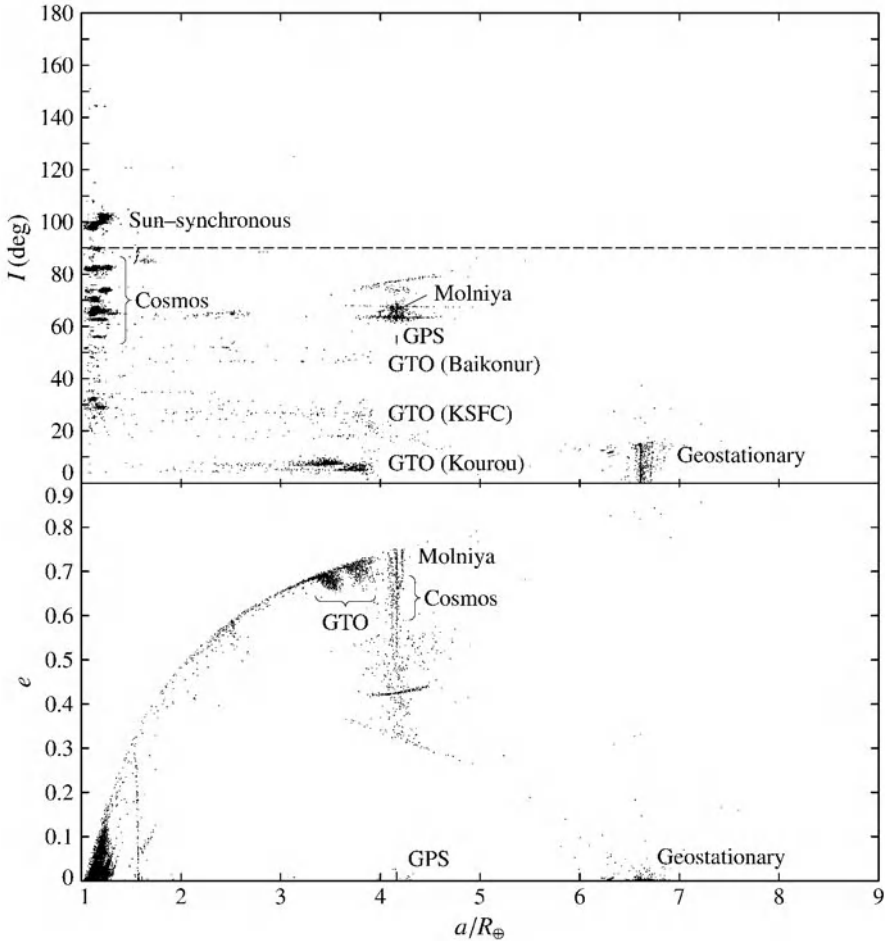 180
160
140
120
100
80
60
40
20
0
I (deg)
Sun–synchronous
Cosmos
Molniya
GPS
GTO (Baikonur)
GTO (KSFC)
GTO (Kourou)
Geostationary
0.9
0.8
0.7
0.6
0.5
0.4
0.3
0.2
0.1
0
e
Molniya
Cosmos
GTO
GPS
Geostationary
1 2 3 4 5 6 7 8 9
a/R⊕